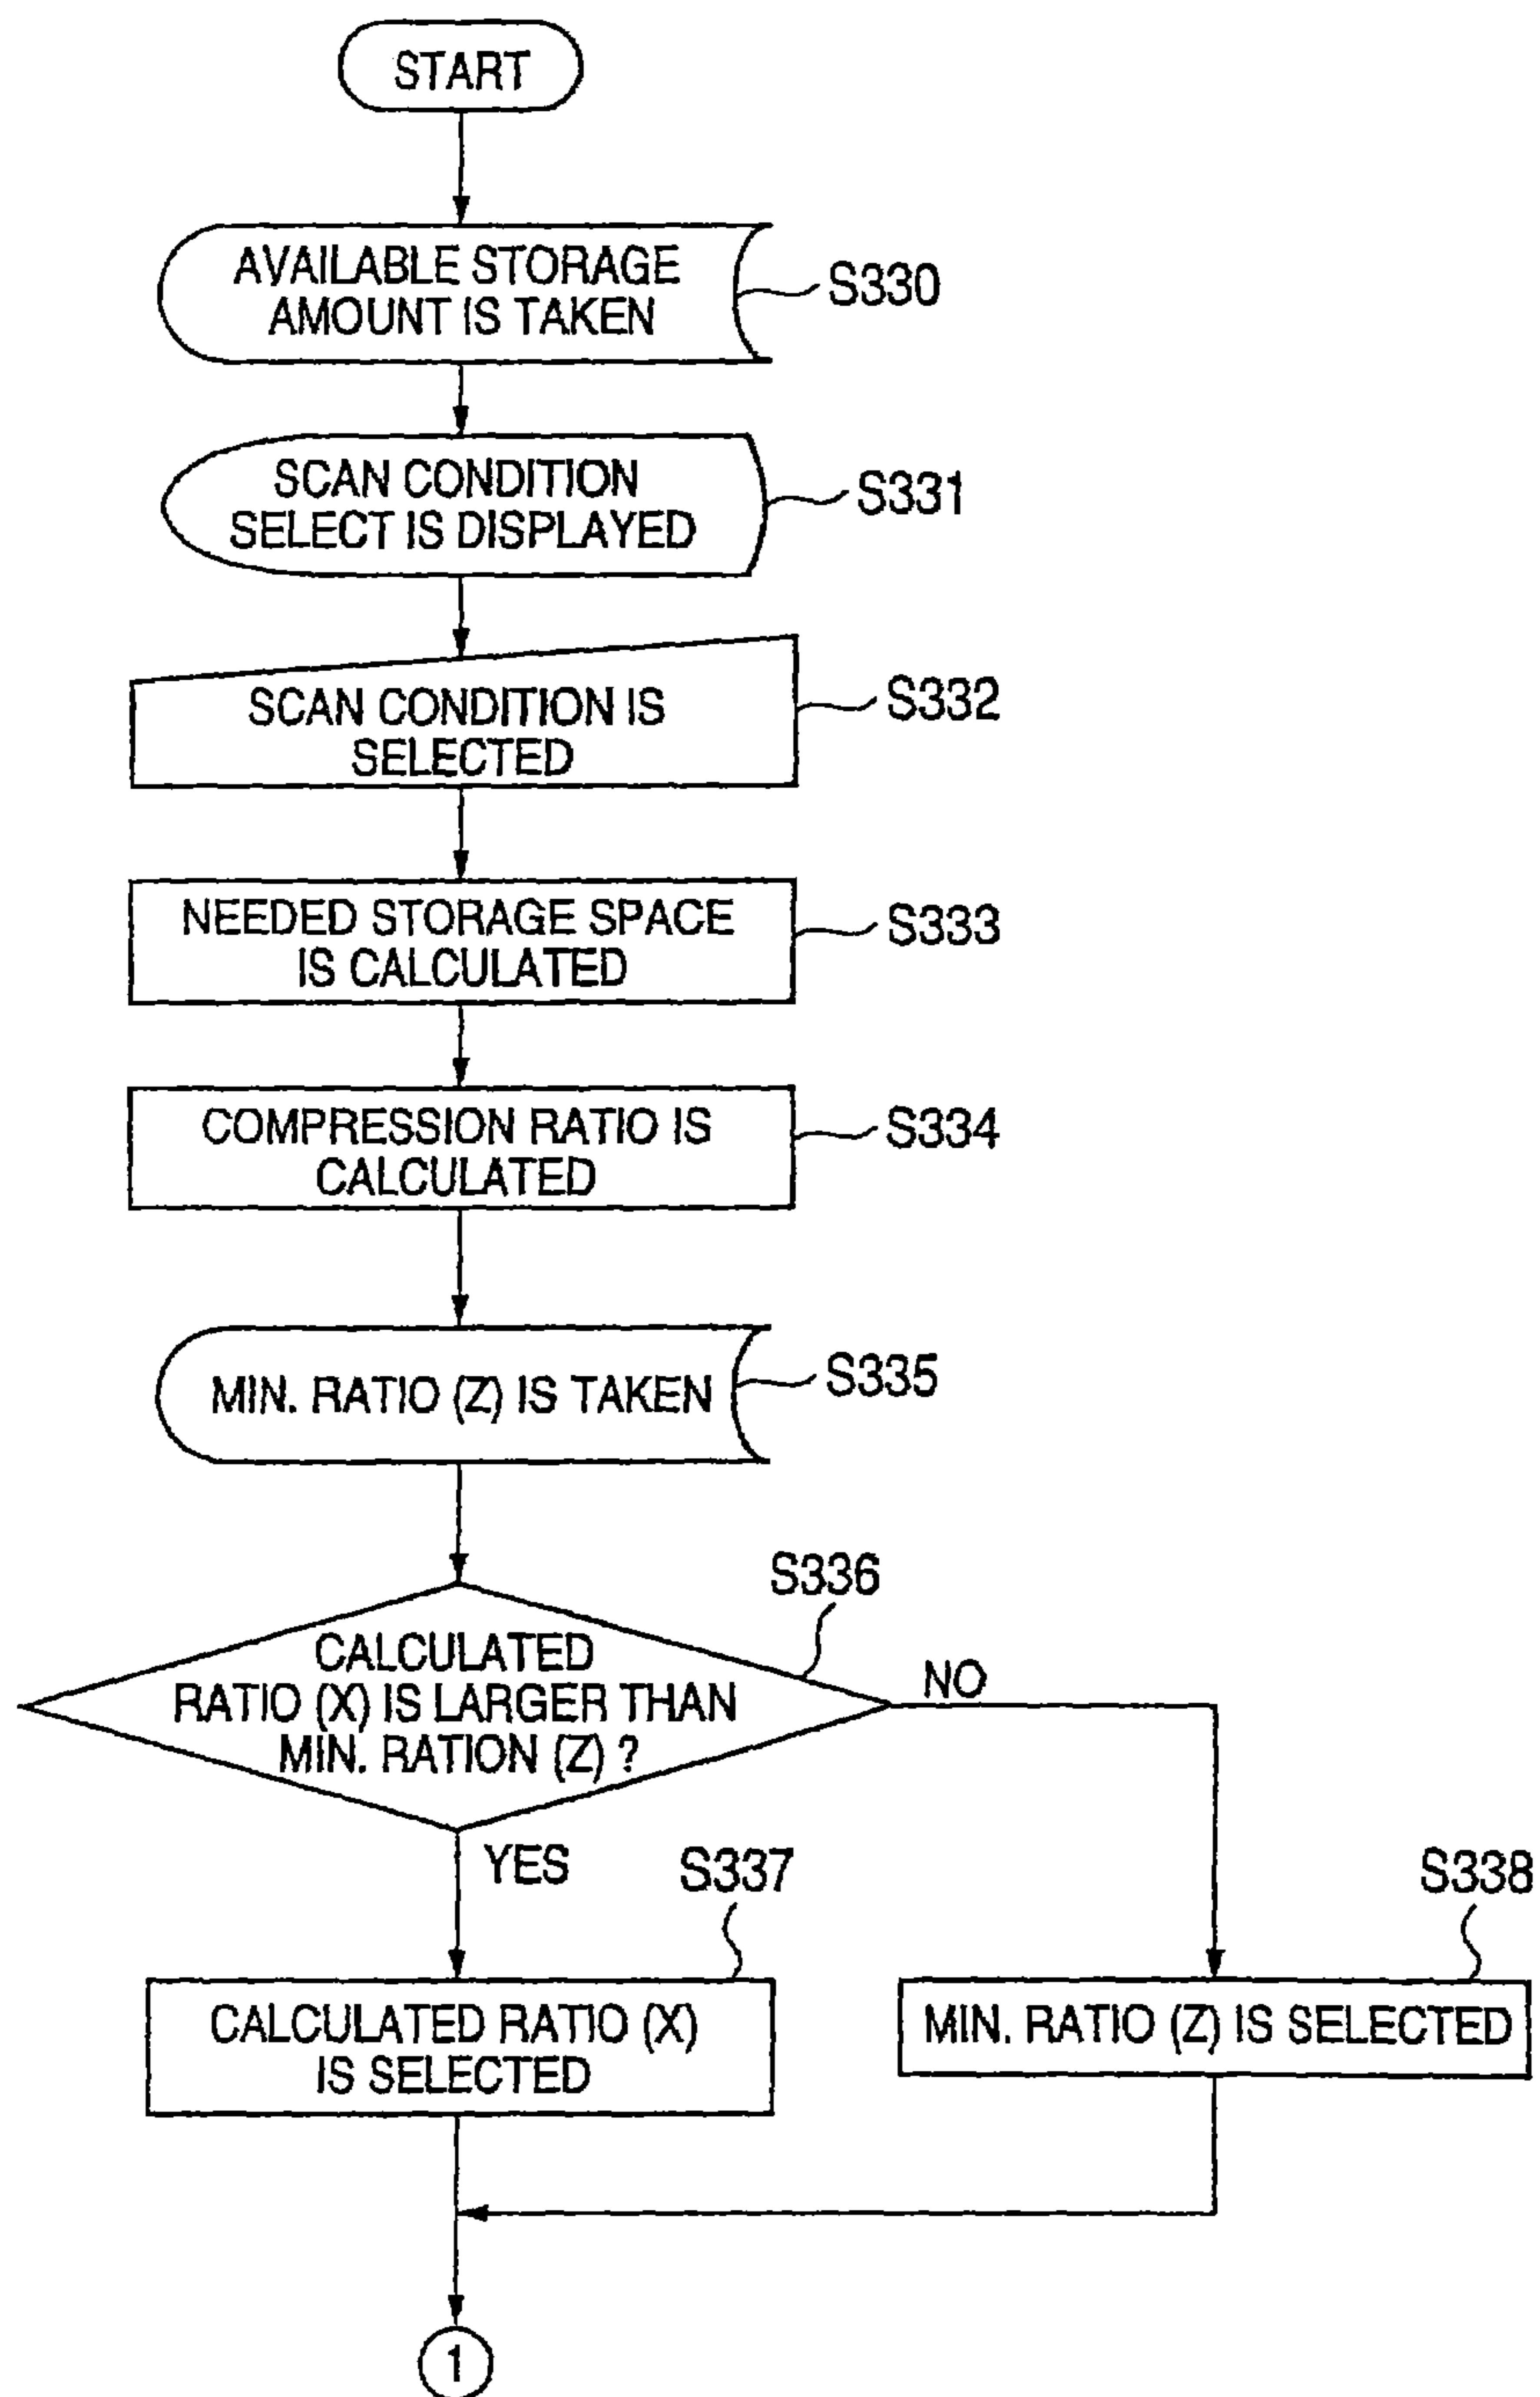 START
AVAILABLE STORAGE
AMOUNT IS TAKEN
S330
SCAN CONDITION
SELECT IS DISPLAYED
S331
SCAN CONDITION IS
SELECTED
S332
NEEDED STORAGE SPACE
IS CALCULATED
S333
COMPRESSION RATIO IS
CALCULATED
S334
MIN. RATIO (Z) IS TAKEN
S335
S336
CALCULATED
RATIO (X) IS LARGER THAN
MIN. RATION (Z) ?
NO
YES
S337
S338
CALCULATED RATIO (X)
IS SELECTED
MIN. RATIO (Z) IS SELECTED
1